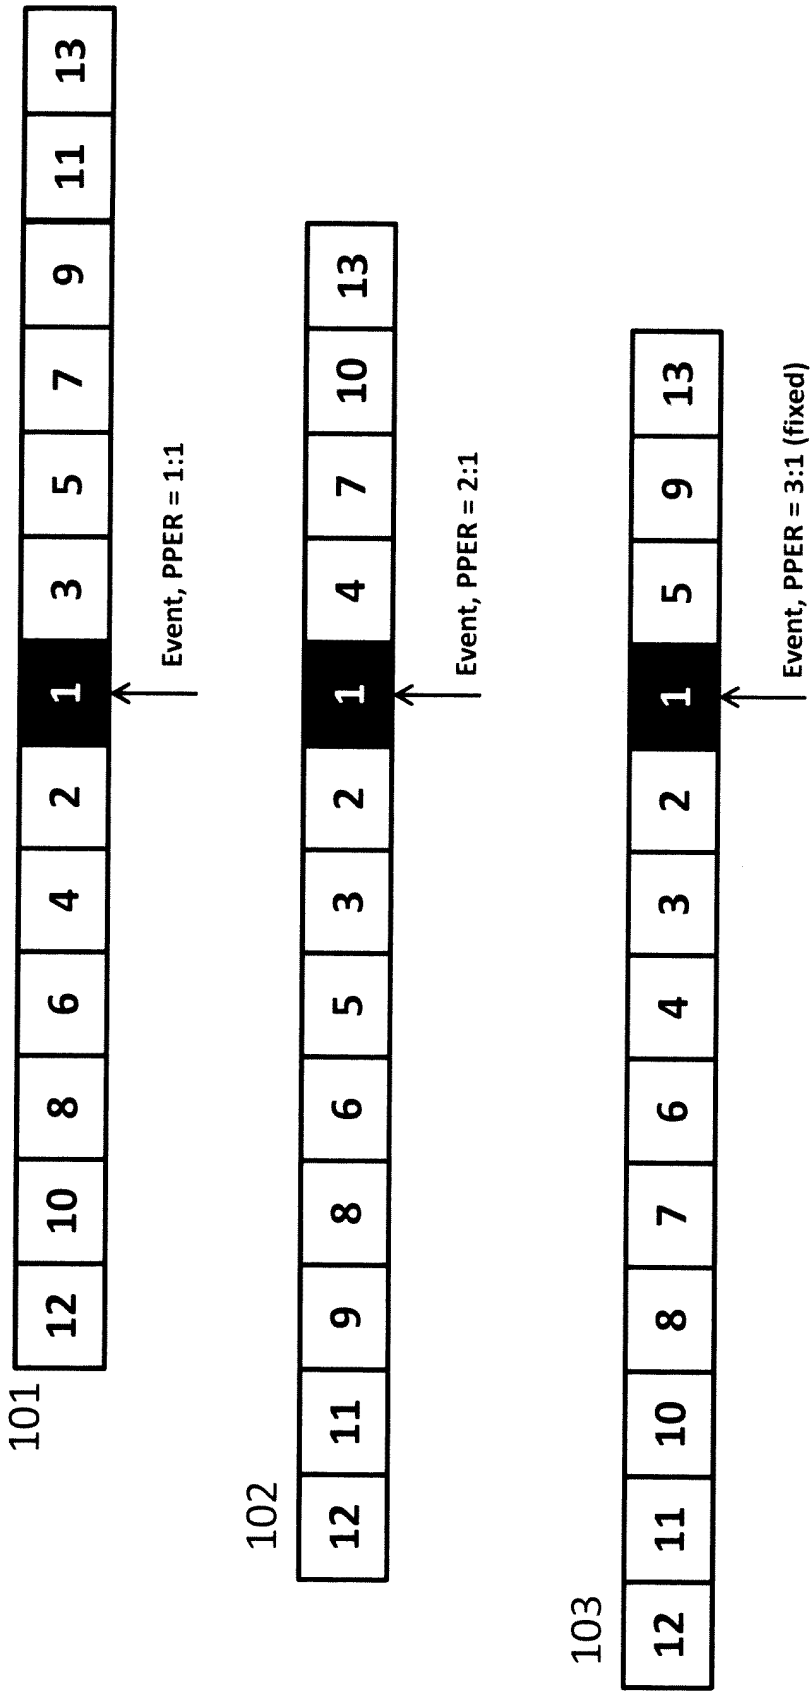 101
12 10 8 6 4 2 1 3 5 7 9 11 13
Event, PPER = 1:1
102
12 11 9 8 6 5 3 2 1 4 7 10 13
Event, PPER = 2:1
103
12 11 10 8 7 6 4 3 2 1 5 9 13
Event, PPER = 3:1 (fixed)